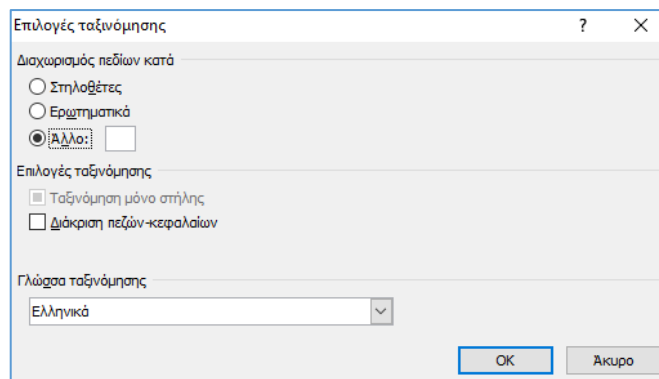 Επιλογές ταξινόμησης ?
Διαχωρισμός πεδίων κατά
Στηλοθέτες
Ερωτηματικά
Άλλο:
Επιλογές ταξινόμησης
Ταξινόμηση μόνο στήλης
Διάκριση πεζών-κεφαλαίων
Γλώσσα ταξινόμησης
Ελληνικά
OK Άκυρο